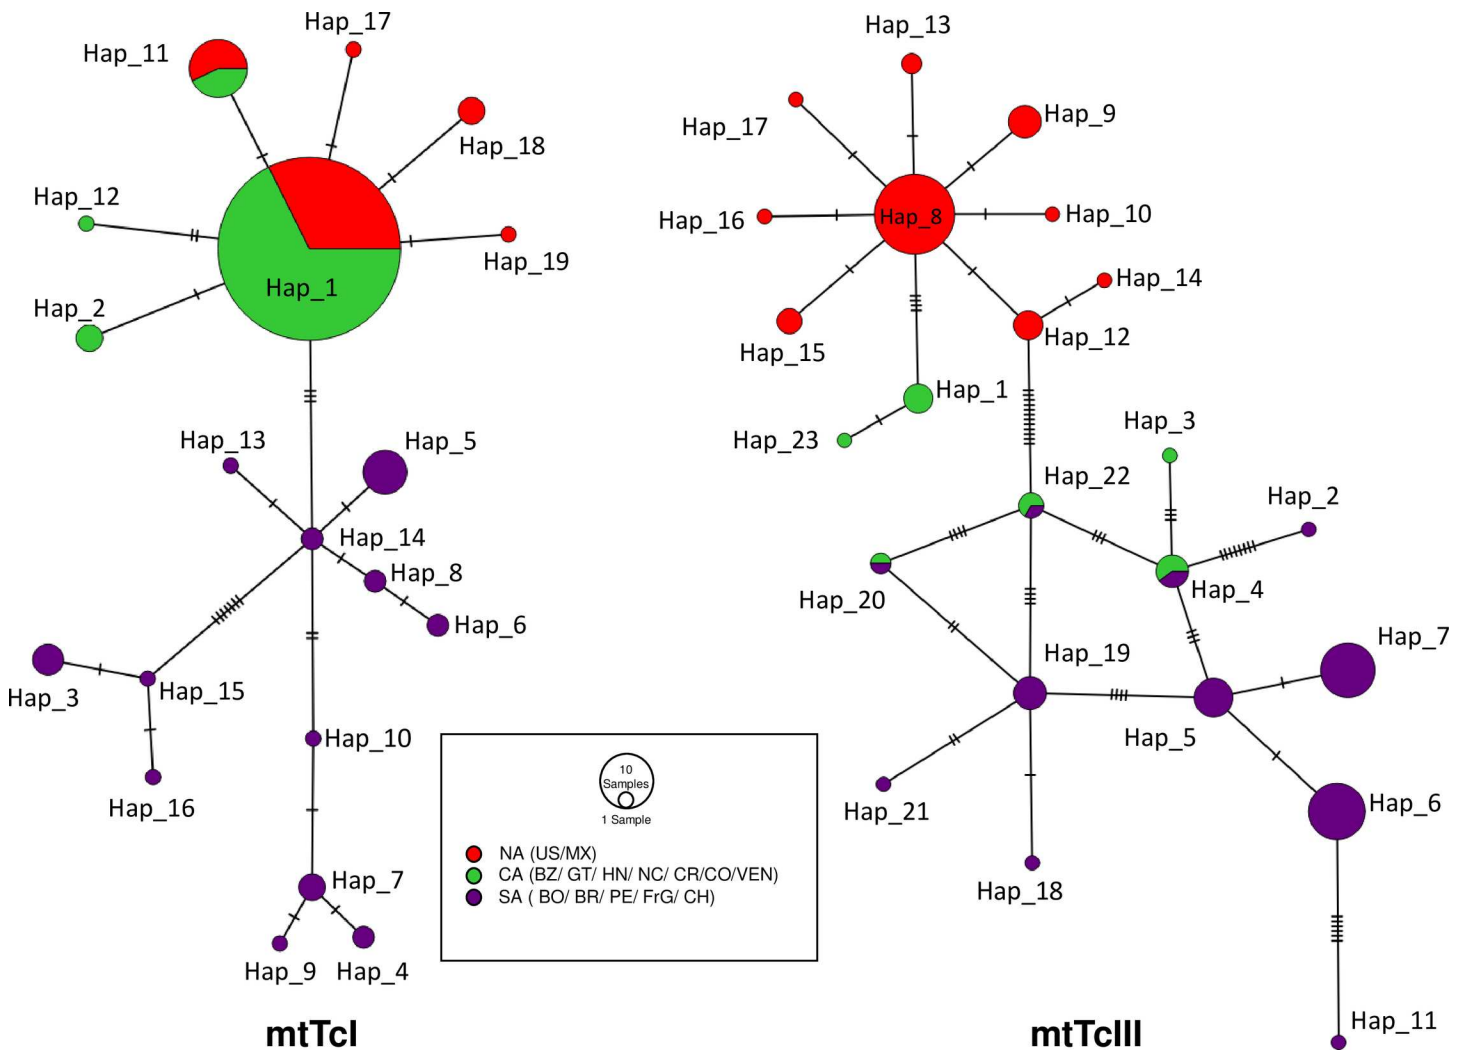 Hap_17
Hap_11
Hap_18
Hap_12
Hap_19
Hap_1
Hap_2
Hap_13
Hap_5
Hap_14
Hap_8
Hap_6
Hap_3
Hap_15
Hap_10
Hap_16
Hap_7
Hap_9
Hap_4
mtTcI
Hap_13
Hap_17
Hap_9
Hap_16
Hap_8
Hap_10
Hap_14
Hap_15
Hap_12
Hap_1
Hap_23
Hap_3
Hap_22
Hap_2
Hap_20
Hap_4
Hap_19
Hap_7
Hap_5
Hap_21
Hap_6
Hap_18
Hap_11
mtTcIII
10
Samples
1 Sample
NA (US/MX)
CA (BZ/ GT/ HN/ NC/ CR/CO/VEN)
SA ( BO/ BR/ PE/ FrG/ CH)